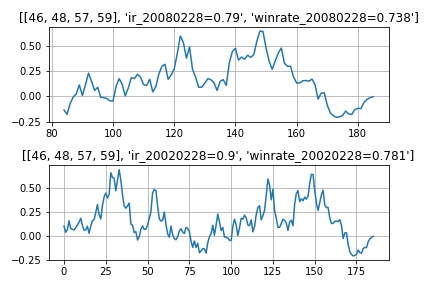 [[46, 48, 57, 59], 'ir_20080228=0.79', 'winrate_20080228=0.738']
0.50
0.25
0.00
−0.25
80 100 120 140 160 180
[[46, 48, 57, 59], 'ir_20020228=0.9', 'winrate_20020228=0.781']
0.50
0.25
0.00
−0.25
0 25 50 75 100 125 150 175